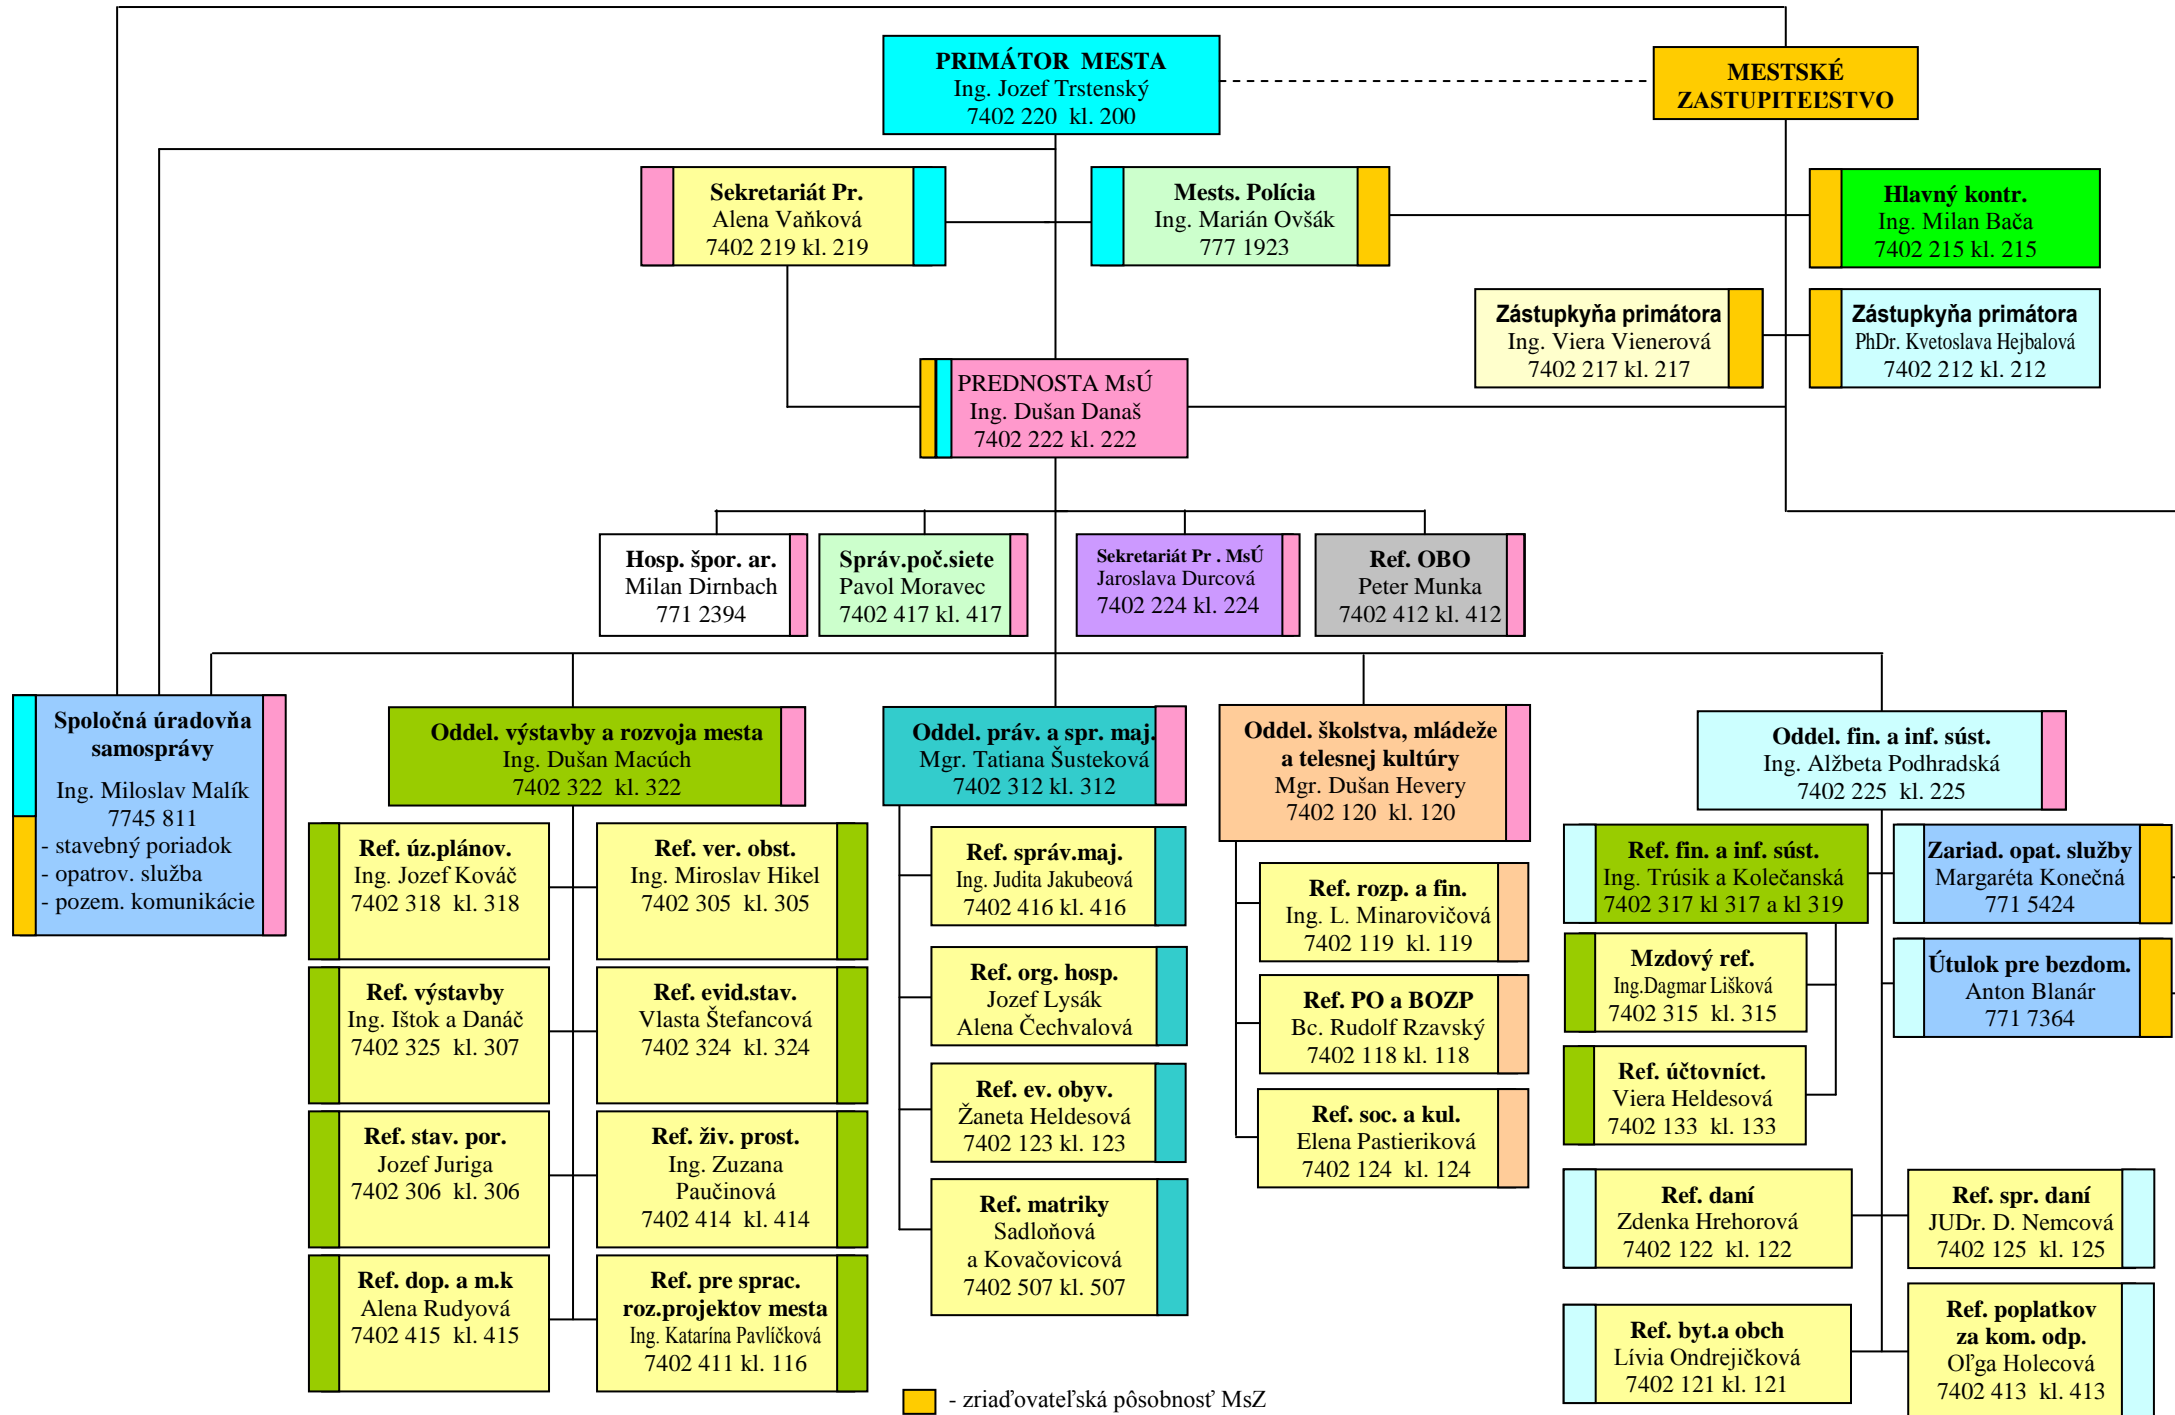 PRIMÁTOR  MESTA
Ing. Jozef Trstenský
7402 220  kl. 200
MESTSKÉ
ZASTUPITEĽSTVO
Sekretariát Pr.
Alena Vaňková
7402 219 kl. 219
Mests. Polícia
Ing. Marián Ovšák
777 1923
Hlavný kontr.
Ing. Milan Bača
7402 215 kl. 215
Zástupkyňa primátora
Ing. Viera Vienerová
7402 217 kl. 217
Zástupkyňa primátora
PhDr. Kvetoslava Hejbalová
7402 212 kl. 212
PREDNOSTA MsÚ
Ing. Dušan Današ
7402 222 kl. 222
Hosp. špor. ar.
Milan Dirnbach
771 2394
Správ.poč.siete
Pavol Moravec
7402 417 kl. 417
Sekretariát Pr . MsÚ
Jaroslava Durcová
7402 224 kl. 224
Ref. OBO
Peter Munka
7402 412 kl. 412
Spoločná úradovňa
samosprávy
Ing. Miloslav Malík
7745 811
- stavebný poriadok
- opatrov. služba
- pozem. komunikácie
Oddel. výstavby a rozvoja mesta
Ing. Dušan Macúch
7402 322  kl. 322
Oddel. práv. a spr. maj.
Mgr. Tatiana Šusteková
7402 312 kl. 312
Oddel. školstva, mládeže
a telesnej kultúry
Mgr. Dušan Hevery
7402 120  kl. 120
Oddel. fin. a inf. súst.
Ing. Alžbeta Podhradská
7402 225  kl. 225
Ref. úz.plánov.
Ing. Jozef Kováč
7402 318  kl. 318
Ref. ver. obst.
Ing. Miroslav Hikel
7402 305  kl. 305
Ref. výstavby
Ing. Ištok a Danáč
7402 325  kl. 307
Ref. evid.stav.
Vlasta Štefancová
7402 324  kl. 324
Ref. stav. por.
Jozef Juriga
7402 306  kl. 306
Ref. živ. prost.
Ing. Zuzana
Paučinová
7402 414  kl. 414
Ref. dop. a m.k
Alena Rudyová
7402 415  kl. 415
Ref. pre sprac.
roz.projektov mesta
Ing. Katarína Pavlíčková
7402 411 kl. 116
Ref. správ.maj.
Ing. Judita Jakubeová
7402 416 kl. 416
Ref. org. hosp.
Jozef Lysák
Alena Čechvalová
Ref. ev. obyv.
Žaneta Heldesová
7402 123 kl. 123
Ref. matriky
Sadloňová
a Kovačovicová
7402 507 kl. 507
Ref. rozp. a fin.
Ing. L. Minarovičová
7402 119  kl. 119
Ref. PO a BOZP
Bc. Rudolf Rzavský
7402 118 kl. 118
Ref. soc. a kul.
Elena Pastieriková
7402 124  kl. 124
Ref. fin. a inf. súst.
Ing. Trúsik a Kolečanská
7402 317 kl 317 a kl 319
Zariad. opat. služby
Margaréta Konečná
771 5424
Mzdový ref.
Ing.Dagmar Lišková
7402 315  kl. 315
Útulok pre bezdom.
Anton Blanár
771 7364
Ref. účtovníct.
Viera Heldesová
7402 133  kl. 133
Ref. daní
Zdenka Hrehorová
7402 122  kl. 122
Ref. spr. daní
JUDr. D. Nemcová
7402 125  kl. 125
Ref. byt.a obch
Lívia Ondrejičková
7402 121 kl. 121
Ref. poplatkov
za kom. odp.
Oľga Holecová
7402 413  kl. 413
- zriaďovateľská pôsobnosť MsZ